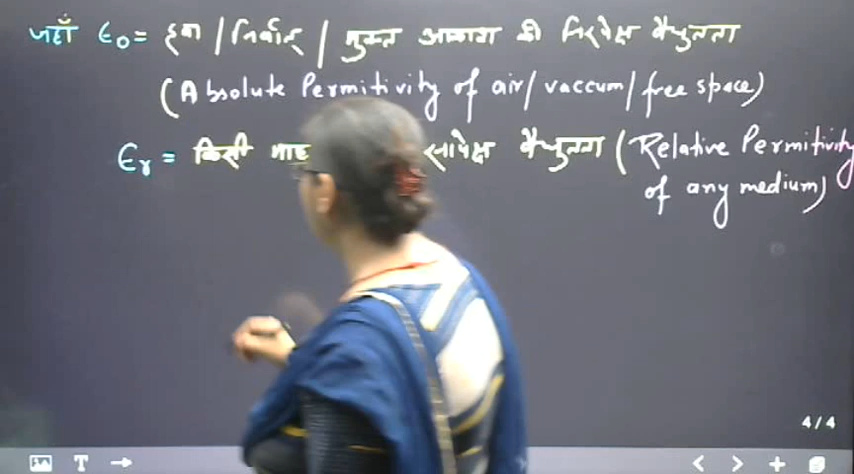 जहाँ ϵ₀ = हवा / निर्वात / मुक्त आकाश की निरपेक्ष वैद्युतता
(Absolute Permitivity of air/ vaccum/ free space)
ϵr = किसी सापेक्ष वैद्युतता (Relative Permitivity
of any medium)
4/4